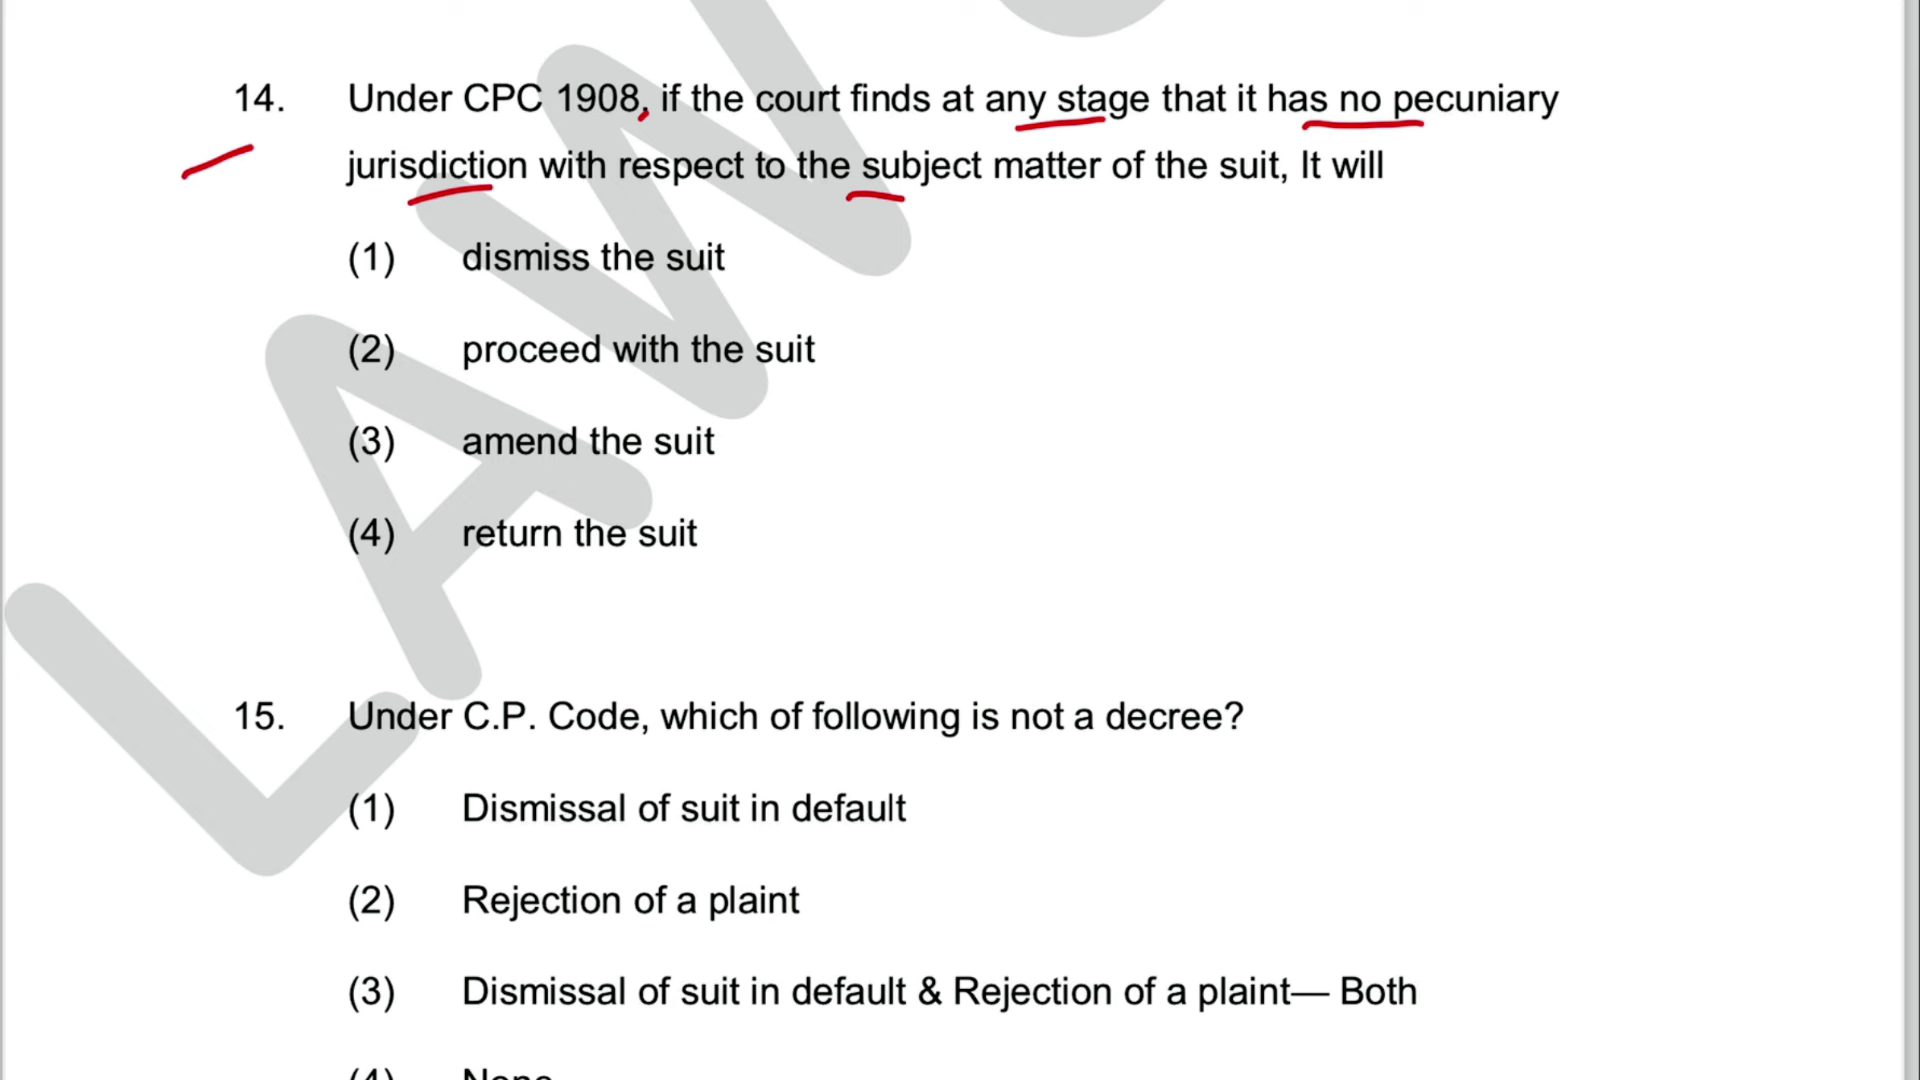 14. Under CPC 1908, if the court finds at any stage that it has no pecuniary
jurisdiction with respect to the subject matter of the suit, It will
(1) dismiss the suit
(2) proceed with the suit
(3) amend the suit
(4) return the suit
15. Under C.P. Code, which of following is not a decree?
(1) Dismissal of suit in default
(2) Rejection of a plaint
(3) Dismissal of suit in default & Rejection of a plaint— Both
(4) None
LAW